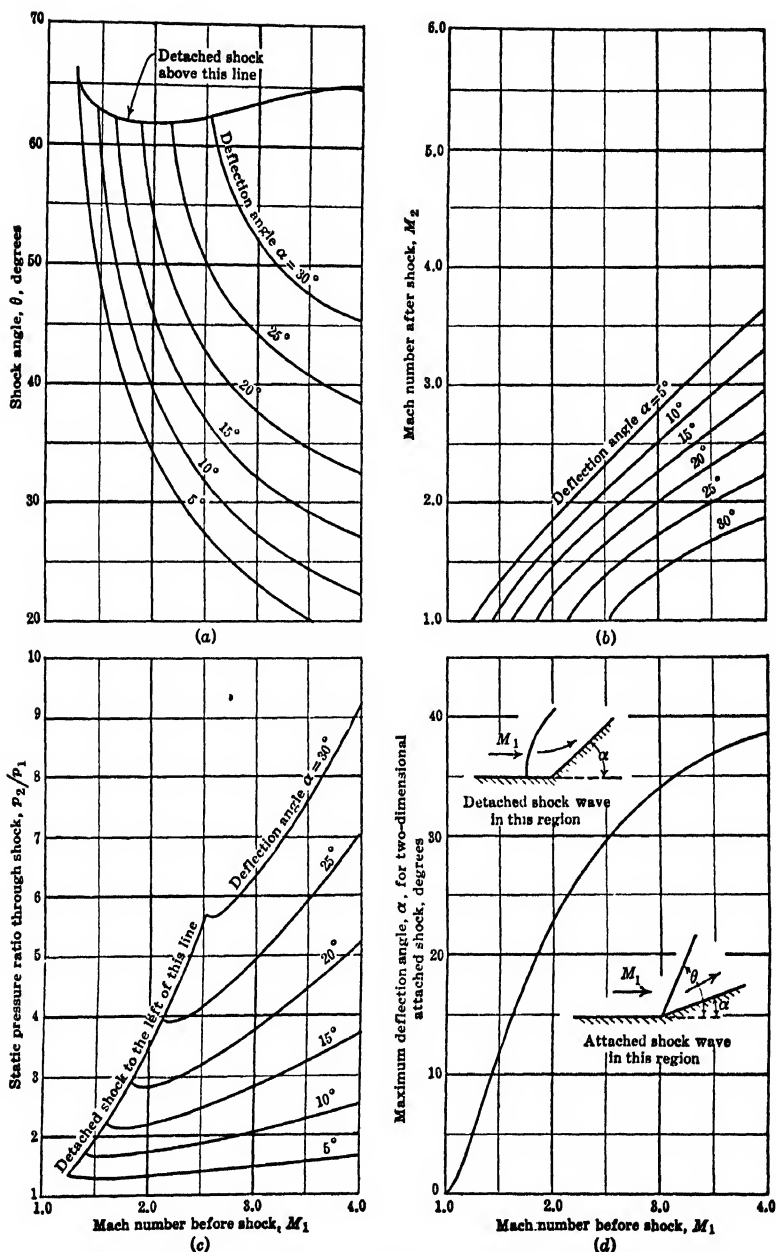 70
60
50
40
30
20
Shock angle, θ, degrees
Detached shock
above this line
Deflection angle α = 30°
25°
20°
15°
10°
5°
(a)
6.0
5.0
4.0
3.0
2.0
1.0
Mach number after shock, M₂
Deflection angle α = 5°
10°
15°
20°
25°
30°
(b)
10
9
8
7
6
5
4
3
2
1
Static pressure ratio through shock, p₂/p₁
Detached shock to the left of this line
Deflection angle α = 30°
25°
20°
15°
10°
5°
1.0 2.0 3.0 4.0
Mach number before shock, M₁
(c)
40
30
20
10
0
Maximum deflection angle, α, for two-dimensional
attached shock, degrees
M₁
α
Detached shock wave
in this region
M₁
θ
α
Attached shock wave
in this region
1.0 2.0 3.0 4.0
Mach number before shock, M₁
(d)